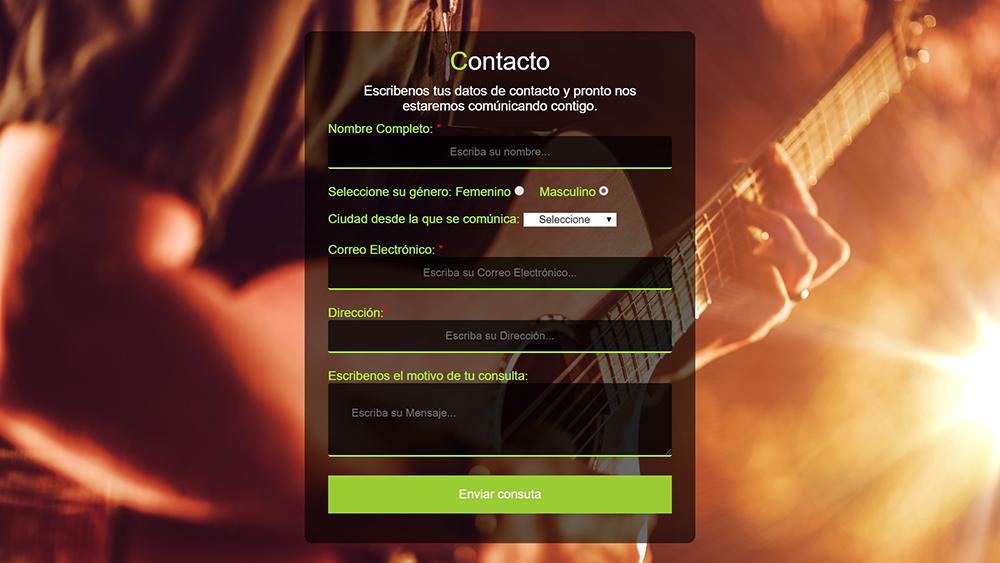 Contacto
Escribenos tus datos de contacto y pronto nos
estaremos comúnicando contigo.
Nombre Completo: *
Escriba su nombre...
Seleccione su género: Femenino Masculino
Ciudad desde la que se comúnica: Seleccione
Correo Electrónico: *
Escriba su Correo Electrónico...
Dirección:*
Escriba su Dirección...
Escribenos el motivo de tu consulta:
Escriba su Mensaje...
Enviar consuta